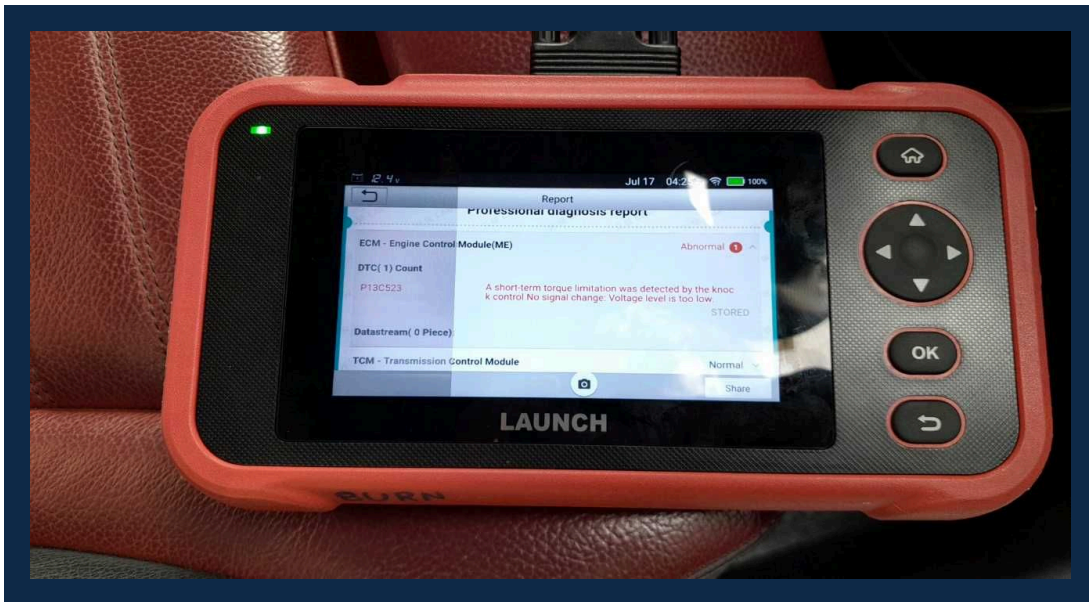 2.4v
Jul 17 04:25 100%
Report
Professional diagnosis report
ECM - Engine Control Module(ME)
Abnormal 1
DTC( 1) Count
P13C523
A short-term torque limitation was detected by the knoc
k control No signal change: Voltage level is too low.
STORED
Datastream( 0 Piece)
TCM - Transmission Control Module
Normal
Share
OK
LAUNCH
BURN